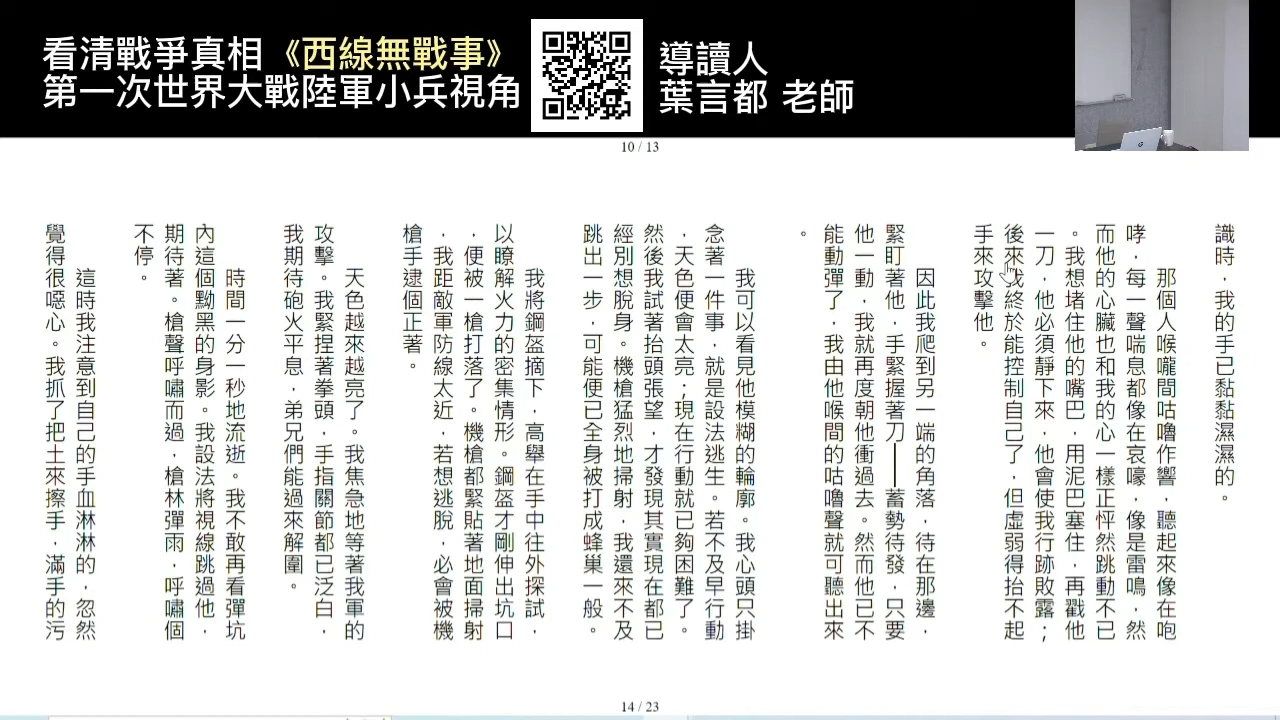 看清戰爭真相《西線無戰事》
第一次世界大戰陸軍小兵視角
導讀人
葉言都 老師
10 / 13
識時，我的手已黏黏濕濕的。
那個人喉嚨間咕嚕作響，聽起來像在咆
哮，每一聲喘息都像在哀嚎，像是雷鳴，然
而他的心臟也和我的心一樣正怦然跳動不已
。我想堵住他的嘴巴，用泥巴塞住，再戳他
一刀，他必須靜下來，他會使我行跡敗露；
後來我終於能控制自己了，但虛弱得抬不起
手來攻擊他。
因此我爬到另一端的角落，待在那邊，
緊盯著他，手緊握著刀——蓄勢待發，只要
他一動，我就再度朝他衝過去。然而他已不
能動彈了，我由他喉間的咕嚕聲就可聽出來
。
我可以看見他模糊的輪廓。我心頭只掛
念著一件事，就是設法逃生。若不及早行動
，天色便會太亮；現在行動就已夠困難了。
然後我試著抬頭張望，才發現其實現在都已
經別想脫身。機槍猛烈地掃射，我還來不及
跳出一步，可能便已全身被打成蜂巢一般。
我將鋼盔摘下，高舉在手中往外探試，
以瞭解火力的密集情形。鋼盔才剛伸出坑口
，便被一槍打落了。機槍都緊貼著地面掃射
，我距敵軍防線太近，若想逃脫，必會被機
槍手逮個正著。
天色越來越亮了。我焦急地等著我軍的
攻擊。我緊捏著拳頭，手指關節都已泛白，
我期待砲火平息，弟兄們能過來解圍。
時間一分一秒地流逝。我不敢再看彈坑
內這個黝黑的身影。我設法將視線跳過他，
期待著。槍聲呼嘯而過，槍林彈雨，呼嘯個
不停。
這時我注意到自己的手血淋淋的，忽然
覺得很噁心。我抓了把土來擦手，滿手的污
14 / 23